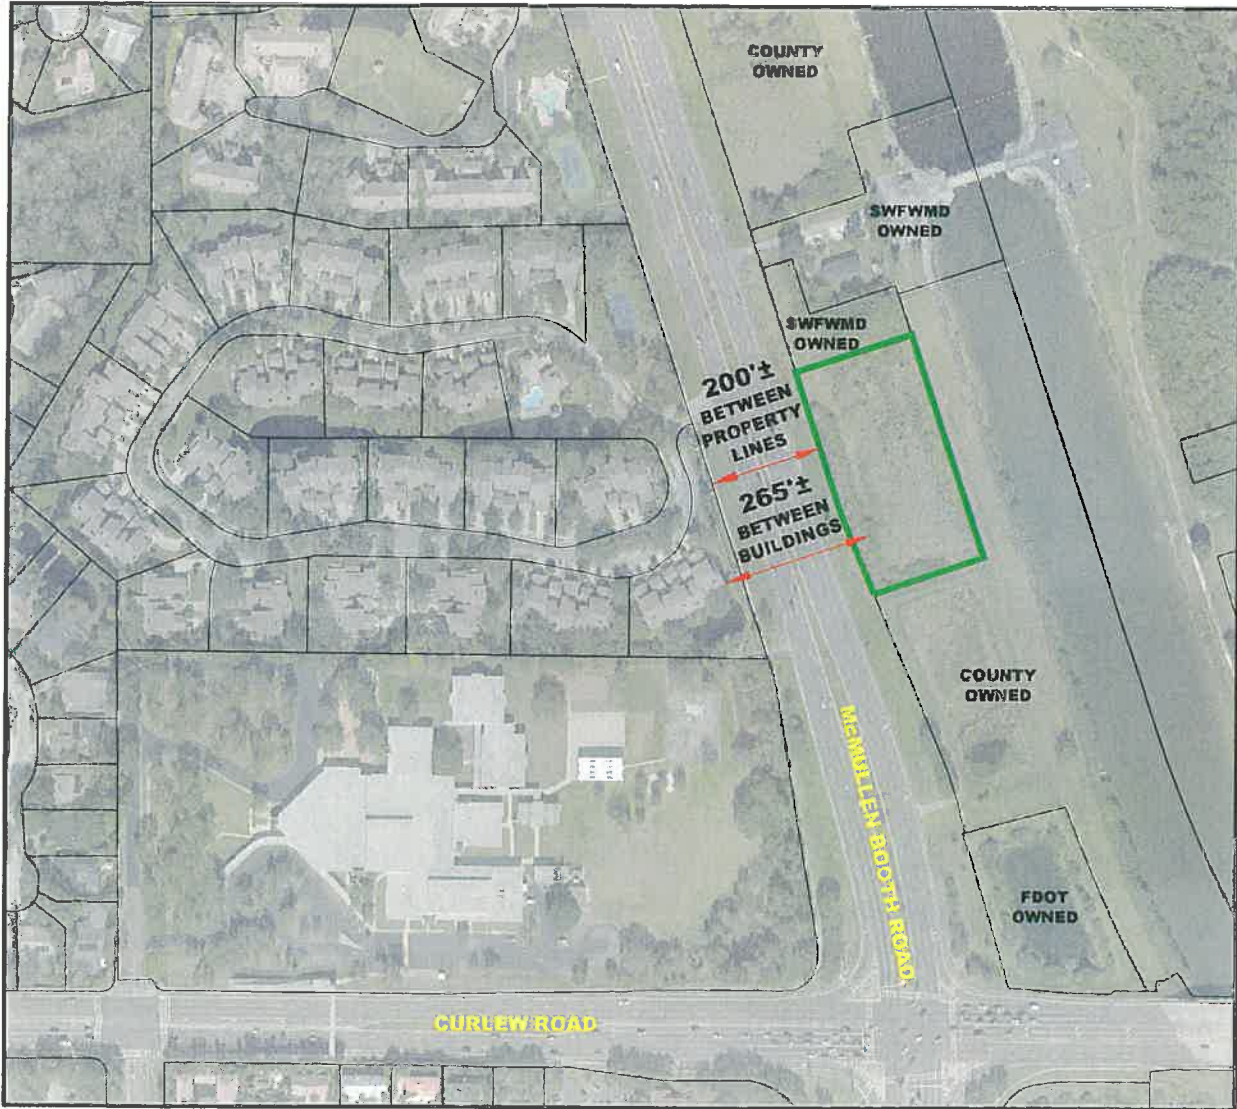 COUNTY
OWNED
SWFWMD
OWNED
SWFWMD
OWNED
200'±
BETWEEN
PROPERTY
LINES
265'±
BETWEEN
BUILDINGS
COUNTY
OWNED
McMULLEN BOOTH ROAD
FDOT
OWNED
CURLEW ROAD